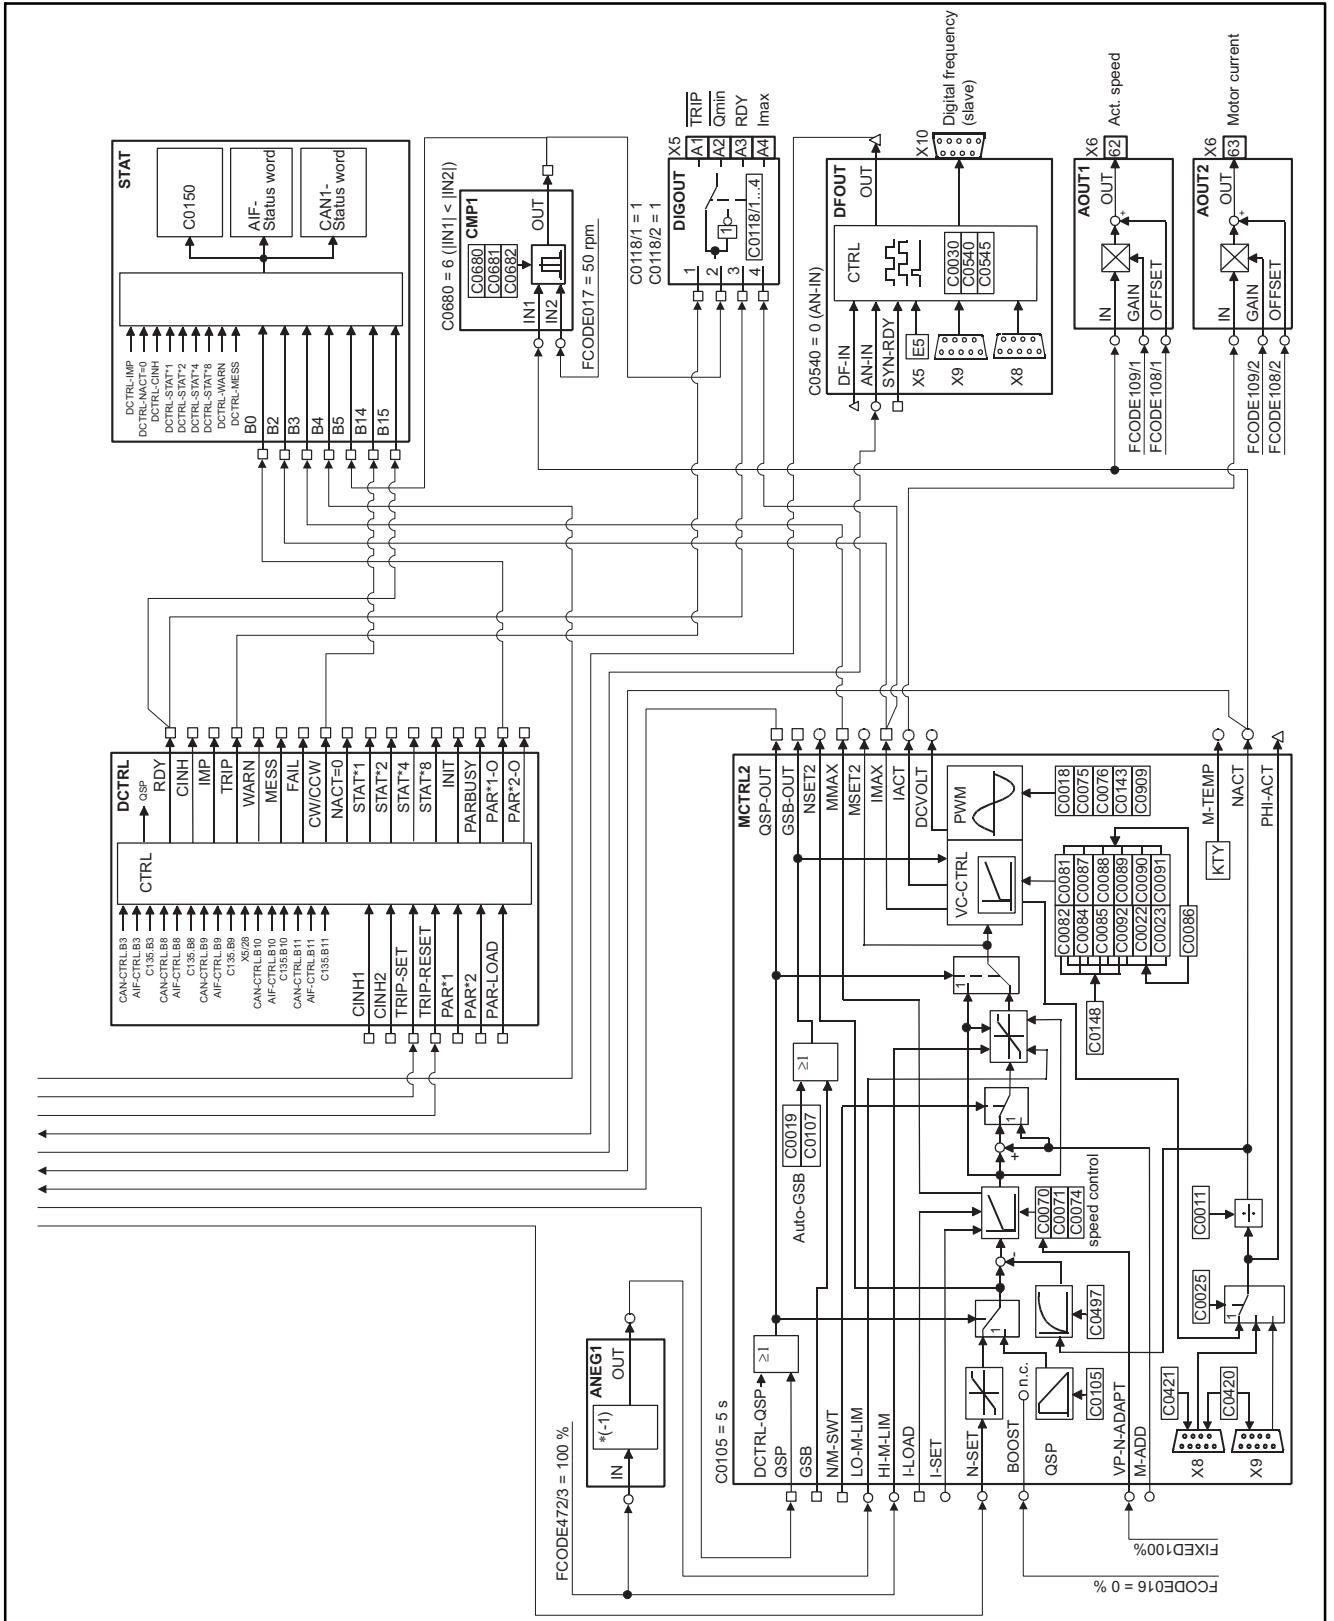 STAT
C0150
AIF-
Status word
CAN1-
Status word
DCTRL-IMP
DCTRL-NACT=0
DCTRL-CINH
DCTRL-STAT*1
DCTRL-STAT*2
DCTRL-STAT*4
DCTRL-STAT*8
DCTRL-WARN
DCTRL-MESS
B0
B2
B3
B4
B5
B14
B15
C0680 = 6 (|IN1| < |IN2|)
CMP1
C0680
C0681
C0682
OUT
IN1
IN2
FCODE017 = 50 rpm
C0118/1 = 1
C0118/2 = 1
DIGOUT
X5
1
2
3
4
1
C0118/1...4
A1
A2
A3
A4
TRIP
Qmin
RDY
Imax
C0540 = 0 (AN-IN)
DFOUT
OUT
CTRL
DF-IN
AN-IN
SYN-RDY
X5
E5
X9
X8
C0030
C0540
C0545
X10
Digital frequency
(slave)
AOUT1
OUT
IN
GAIN
OFFSET
+
X6
62
Act. speed
FCODE109/1
FCODE108/1
AOUT2
OUT
IN
GAIN
OFFSET
+
X6
63
Motor current
FCODE109/2
FCODE108/2
DCTRL
QSP
CTRL
RDY
CINH
IMP
TRIP
WARN
MESS
FAIL
CW/CCW
NACT=0
STAT*1
STAT*2
STAT*4
STAT*8
INIT
PARBUSY
PAR*1-O
PAR*2-O
CAN-CTRL.B3
AIF-CTRL.B3
C135.B3
CAN-CTRL.B8
AIF-CTRL.B8
C135.B8
CAN-CTRL.B9
AIF-CTRL.B9
C135.B9
X5/28
CAN-CTRL.B10
AIF-CTRL.B10
C135.B10
CAN-CTRL.B11
AIF-CTRL.B11
C135.B11
CINH1
CINH2
TRIP-SET
TRIP-RESET
PAR*1
PAR*2
PAR-LOAD
FCODE472/3 = 100 %
ANEG1
OUT
*(-1)
IN
C0105 = 5 s
MCTRL2
QSP-OUT
GSB-OUT
NSET2
MMAX
MSET2
IMAX
IACT
DCVOLT
M-TEMP
NACT
PHI-ACT
PWM
VC-CTRL
C0018
C0075
C0076
C0143
C0909
KTY
C0082
C0081
C0084
C0087
C0085
C0088
C0092
C0089
C0022
C0090
C0023
C0091
C0086
C0148
≥1
C0019
C0107
Auto-GSB
1
1
+
C0070
C0071
C0074
speed control
-
1
C0497
≥1
DCTRL-QSP
QSP
GSB
N/M-SWT
LO-M-LIM
HI-M-LIM
I-LOAD
I-SET
N-SET
BOOST
n.c.
QSP
C0105
VP-N-ADAPT
M-ADD
C0011
÷
C0025
1
C0421
C0420
X8
X9
FIXED100%
FCODE016 = 0 %